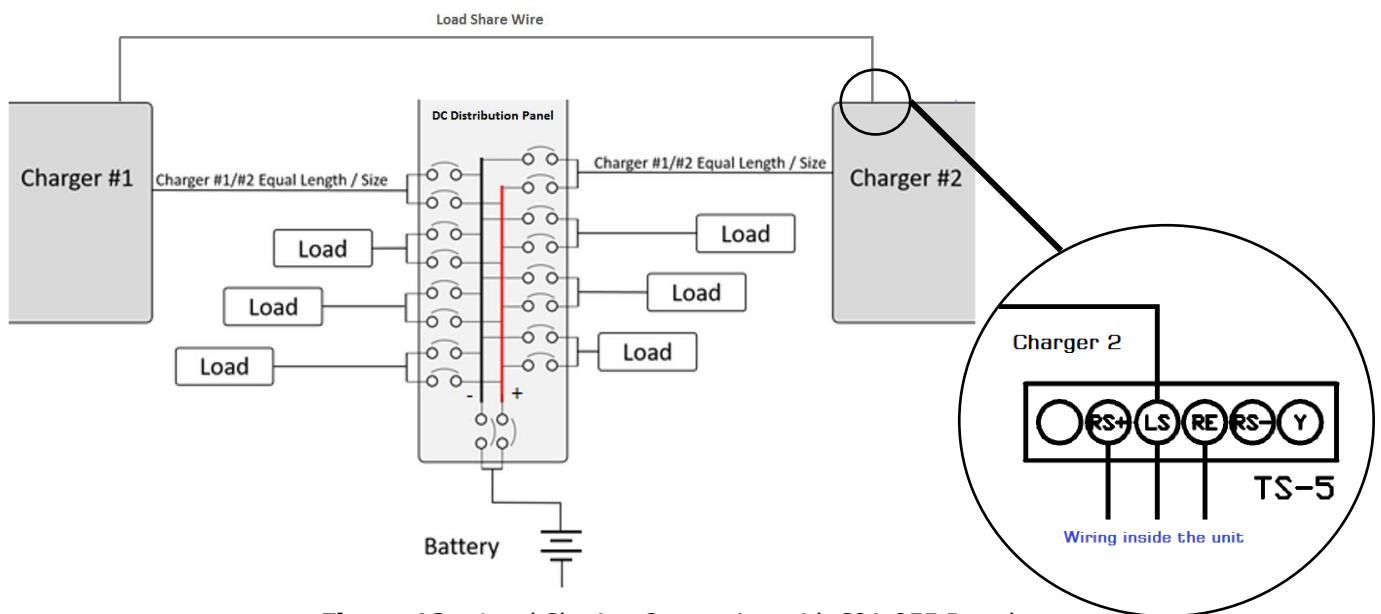 Load Share Wire
DC Distribution Panel
Charger #1
Charger #1/#2 Equal Length / Size
Charger #1/#2 Equal Length / Size
Charger #2
Load
Load
Load
Load
Load
Load
- +
Battery
Charger 2
RS+ LS RE RS- Y
TS-5
Wiring inside the unit